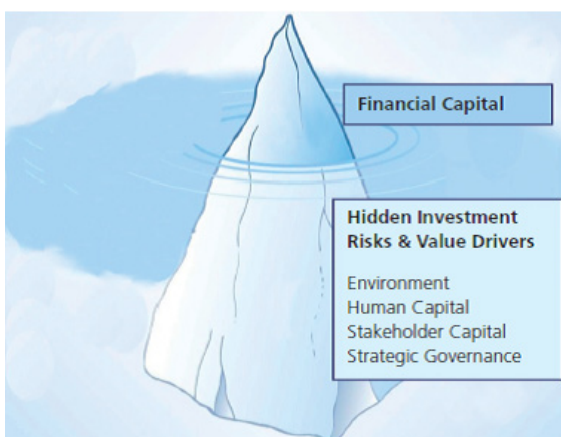 Financial Capital
Hidden Investment
Risks & Value Drivers
Environment
Human Capital
Stakeholder Capital
Strategic Governance